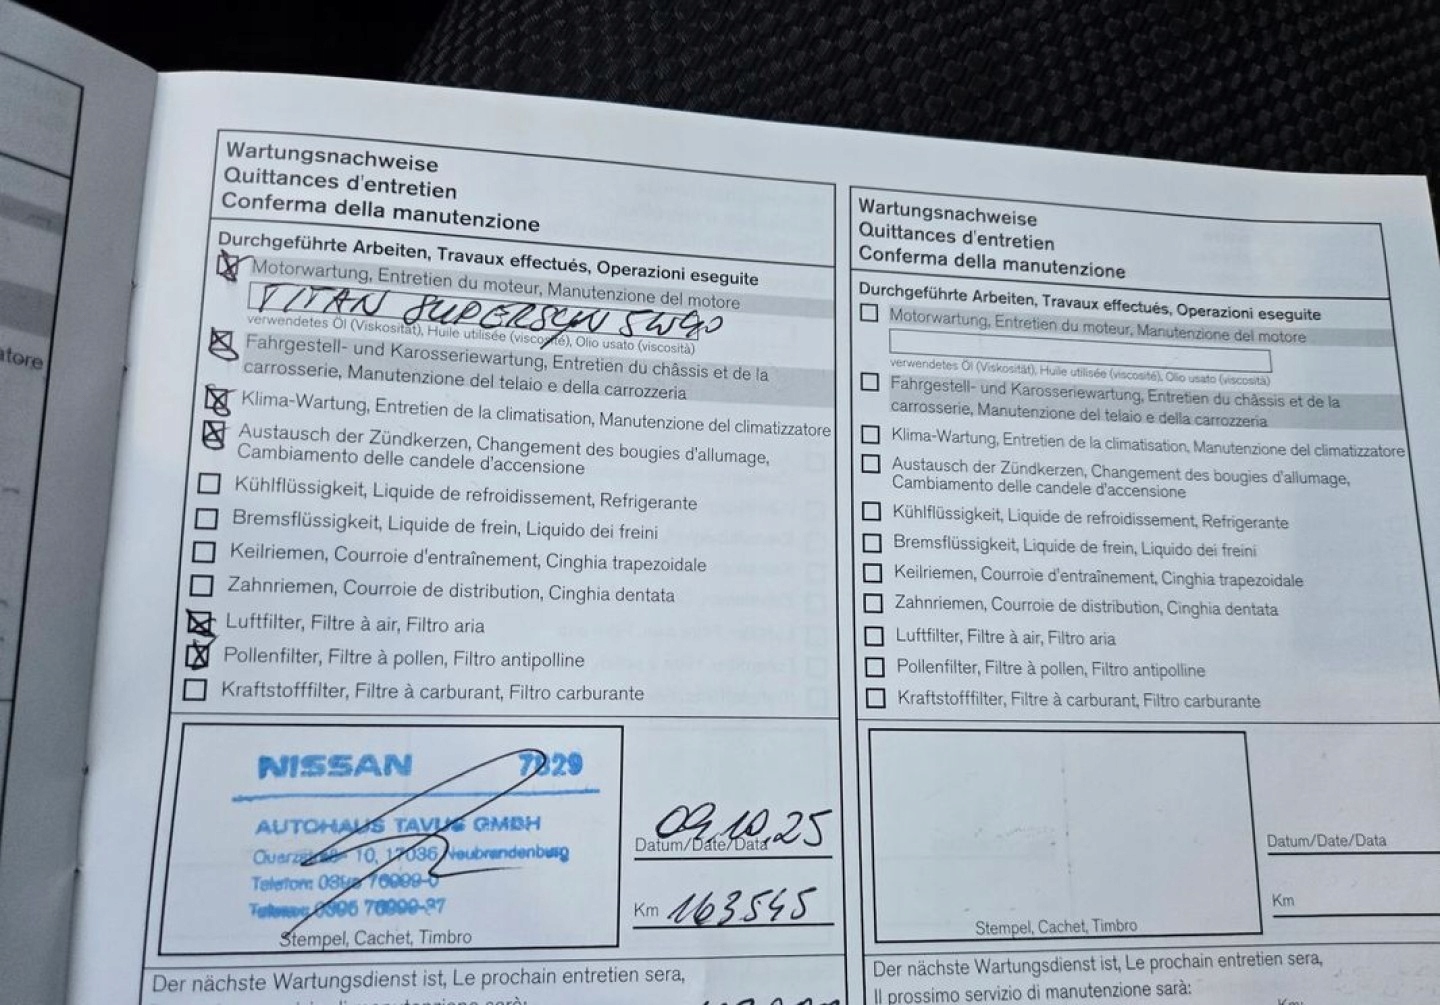 atore
Wartungsnachweise
Quittances d'entretien
Conferma della manutenzione
Durchgeführte Arbeiten, Travaux effectués, Operazioni eseguite
Motorwartung, Entretien du moteur, Manutenzione del motore
TITAN SUPERSYN 5W40
verwendetes Öl (Viskosität), Huile utilisée (viscosité), Olio usato (viscosità)
Fahrgestell- und Karosseriewartung, Entretien du châssis et de la
carrosserie, Manutenzione del telaio e della carrozzeria
Klima-Wartung, Entretien de la climatisation, Manutenzione del climatizzatore
Austausch der Zündkerzen, Changement des bougies d'allumage,
Cambiamento delle candele d'accensione
Kühlflüssigkeit, Liquide de refroidissement, Refrigerante
Bremsflüssigkeit, Liquide de frein, Liquido dei freini
Keilriemen, Courroie d'entraînement, Cinghia trapezoidale
Zahnriemen, Courroie de distribution, Cinghia dentata
Luftfilter, Filtre à air, Filtro aria
Pollenfilter, Filtre à pollen, Filtro antipolline
Kraftstofffilter, Filtre à carburant, Filtro carburante
NISSAN 7829
AUTOHAUS TAVUS GMBH
10, 17036 Neubrandenburg
Stempel, Cachet, Timbro
09.10.25
Datum/Date/Data
Km 163545
Der nächste Wartungsdienst ist, Le prochain entretien sera,
Wartungsnachweise
Quittances d'entretien
Conferma della manutenzione
Durchgeführte Arbeiten, Travaux effectués, Operazioni eseguite
Motorwartung, Entretien du moteur, Manutenzione del motore
verwendetes Öl (Viskosität), Huile utilisée (viscosité), Olio usato (viscosità)
Fahrgestell- und Karosseriewartung, Entretien du châssis et de la
carrosserie, Manutenzione del telaio e della carrozzeria
Klima-Wartung, Entretien de la climatisation, Manutenzione del climatizzatore
Austausch der Zündkerzen, Changement des bougies d'allumage,
Cambiamento delle candele d'accensione
Kühlflüssigkeit, Liquide de refroidissement, Refrigerante
Bremsflüssigkeit, Liquide de frein, Liquido dei freini
Keilriemen, Courroie d'entraînement, Cinghia trapezoidale
Zahnriemen, Courroie de distribution, Cinghia dentata
Luftfilter, Filtre à air, Filtro aria
Pollenfilter, Filtre à pollen, Filtro antipolline
Kraftstofffilter, Filtre à carburant, Filtro carburante
Stempel, Cachet, Timbro
Datum/Date/Data
Km
Der nächste Wartungsdienst ist, Le prochain entretien sera,
Il prossimo servizio di manutenzione sarà:
Km: